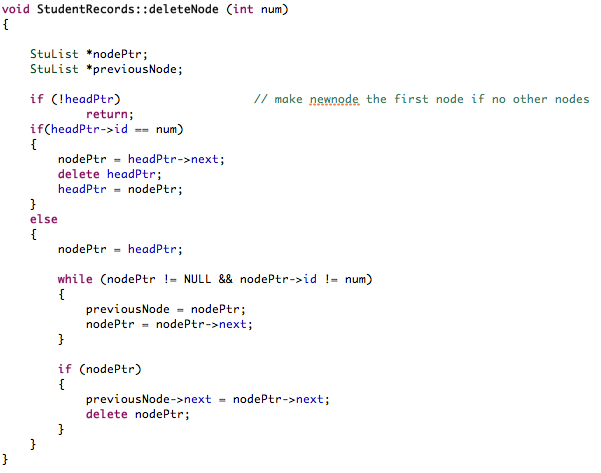 void StudentRecords::deleteNode (int num)
{
StuList *nodePtr;
StuList *previousNode;
if (!headPtr) // make newnode the first node if no other nodes
return;
if(headPtr->id == num)
{
nodePtr = headPtr->next;
delete headPtr;
headPtr = nodePtr;
}
else
{
nodePtr = headPtr;
while (nodePtr != NULL && nodePtr->id != num)
{
previousNode = nodePtr;
nodePtr = nodePtr->next;
}
if (nodePtr)
{
previousNode->next = nodePtr->next;
delete nodePtr;
}
}
}